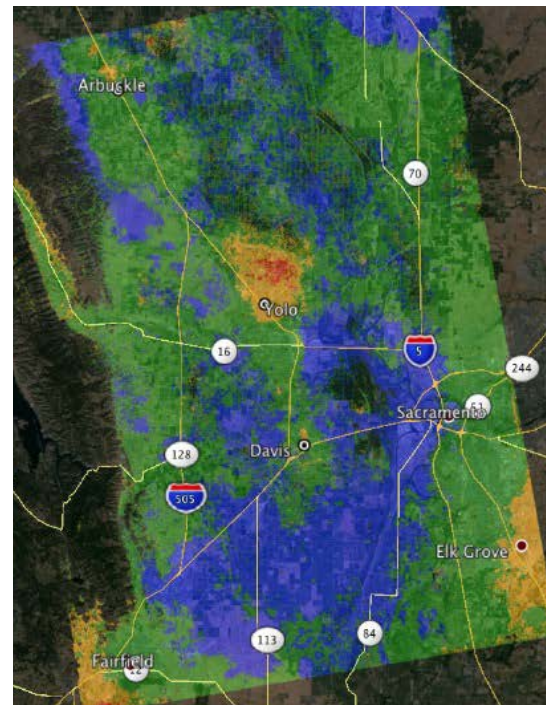 Arbuckle
70
Yolo
16
5
244
51
Sacramento
Davis
128
505
Elk Grove
113
84
Fairfield
12